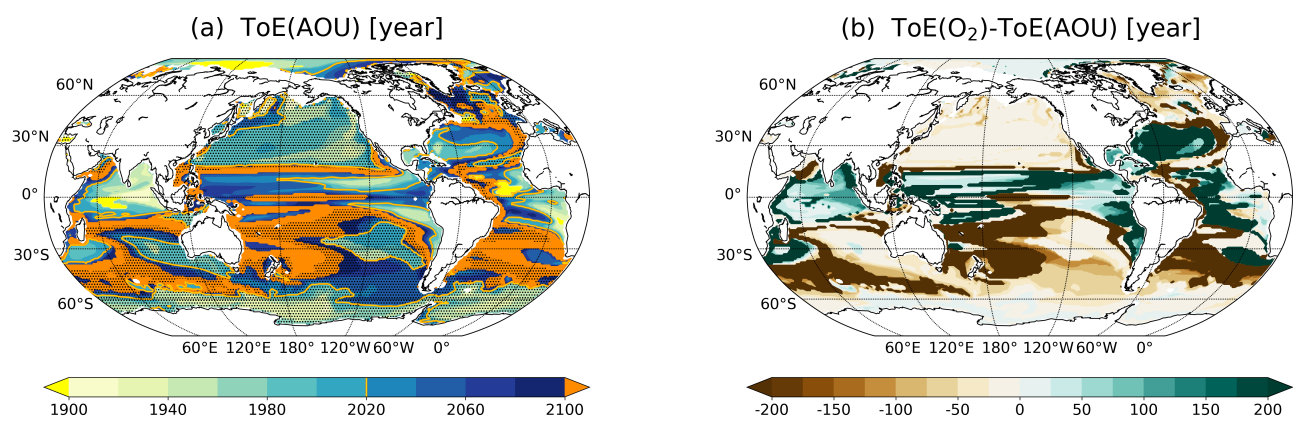 (a) ToE(AOU) [year]
60°N
30°N
0°
30°S
60°S
60°E 120°E 180° 120°W 60°W 0°
1900 1940 1980 2020 2060 2100
(b) ToE(O₂)-ToE(AOU) [year]
60°N
30°N
0°
30°S
60°S
60°E 120°E 180° 120°W 60°W 0°
-200 -150 -100 -50 0 50 100 150 200